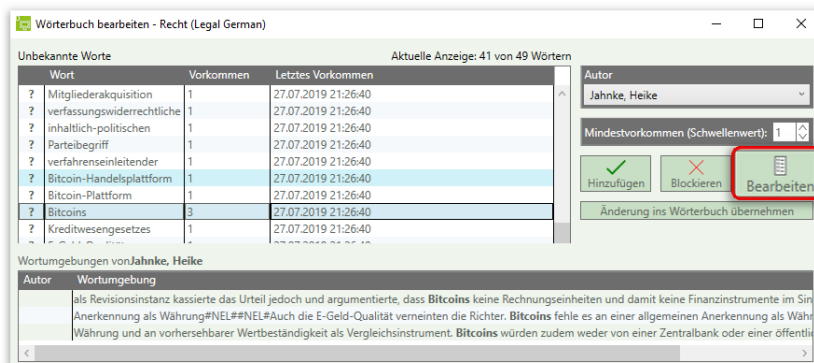 Wörterbuch bearbeiten - Recht (Legal German)
Unbekannte Worte Aktuelle Anzeige: 41 von 49 Wörtern
Wort Vorkommen Letztes Vorkommen
? Mitgliederakquisition 1 27.07.2019 21:26:40
? verfassungswiderrechtliche 1 27.07.2019 21:26:40
? inhaltlich-politischen 1 27.07.2019 21:26:40
? Parteibegriff 1 27.07.2019 21:26:40
? verfahrenseinleitender 1 27.07.2019 21:26:40
? Bitcoin-Handelsplattform 1 27.07.2019 21:26:40
? Bitcoin-Plattform 1 27.07.2019 21:26:40
? Bitcoins 3 27.07.2019 21:26:40
? Kreditwesengesetzes 1 27.07.2019 21:26:40
Autor
Jahnke, Heike
Mindestvorkommen (Schwellenwert): 1
Hinzufügen Blockieren Bearbeiten
Änderung ins Wörterbuch übernehmen
Wortumgebungen vonJahnke, Heike
Autor Wortumgebung
als Revisionsinstanz kassierte das Urteil jedoch und argumentierte, dass Bitcoins keine Rechnungseinheiten und damit keine Finanzinstrumente im Sin
Anerkennung als Währung#NEL##NEL#Auch die E-Geld-Qualität verneinten die Richter. Bitcoins fehle es an einer allgemeinen Anerkennung als Währ
Währung und an vorhersehbarer Wertbeständigkeit als Vergleichsinstrument. Bitcoins würden zudem weder von einer Zentralbank oder einer öffentlic